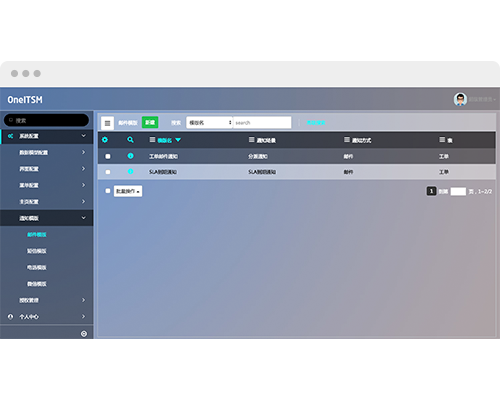 OneITSM
搜索
系统配置
数据模型配置
界面配置
菜单配置
主页配置
通知模版
邮件模版
短信模版
电话模版
微信模版
授权管理
个人中心
邮件模版 新建 搜索 模版名 search
模版名 通知场景 通知方式 表
工单邮件通知 分派通知 邮件 工单
SLA到期通知 SLA到期通知 邮件 工单
批量操作 1 到第 页，1~2/2